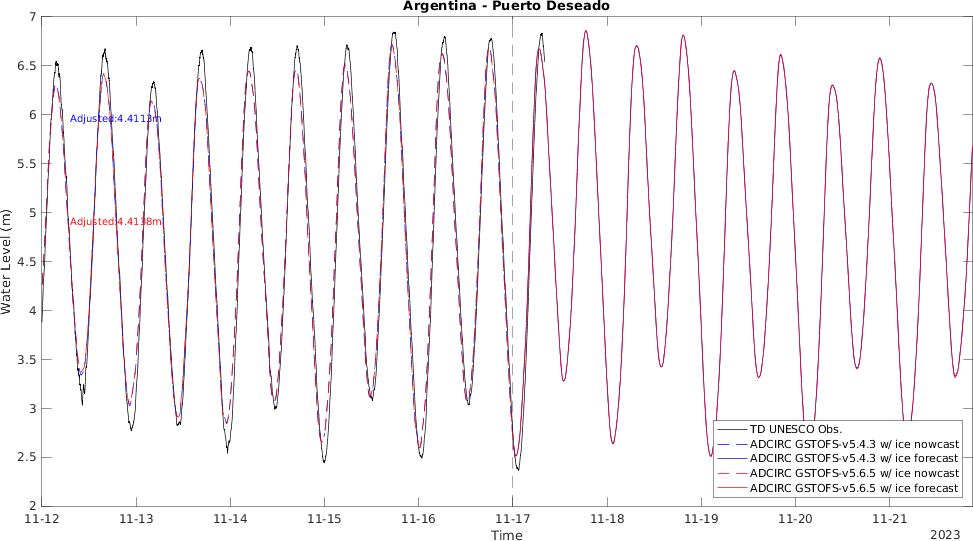 Argentina - Puerto Deseado
7
6.5
6
5.5
5
4.5
4
3.5
3
2.5
2
Water Level (m)
Adjusted:4.4113m
Adjusted:4.4138m
TD UNESCO Obs.
ADCIRC GSTOFS-v5.4.3 w/ ice nowcast
ADCIRC GSTOFS-v5.4.3 w/ ice forecast
ADCIRC GSTOFS-v5.6.5 w/ ice nowcast
ADCIRC GSTOFS-v5.6.5 w/ ice forecast
11-12 11-13 11-14 11-15 11-16 11-17 11-18 11-19 11-20 11-21
Time
2023